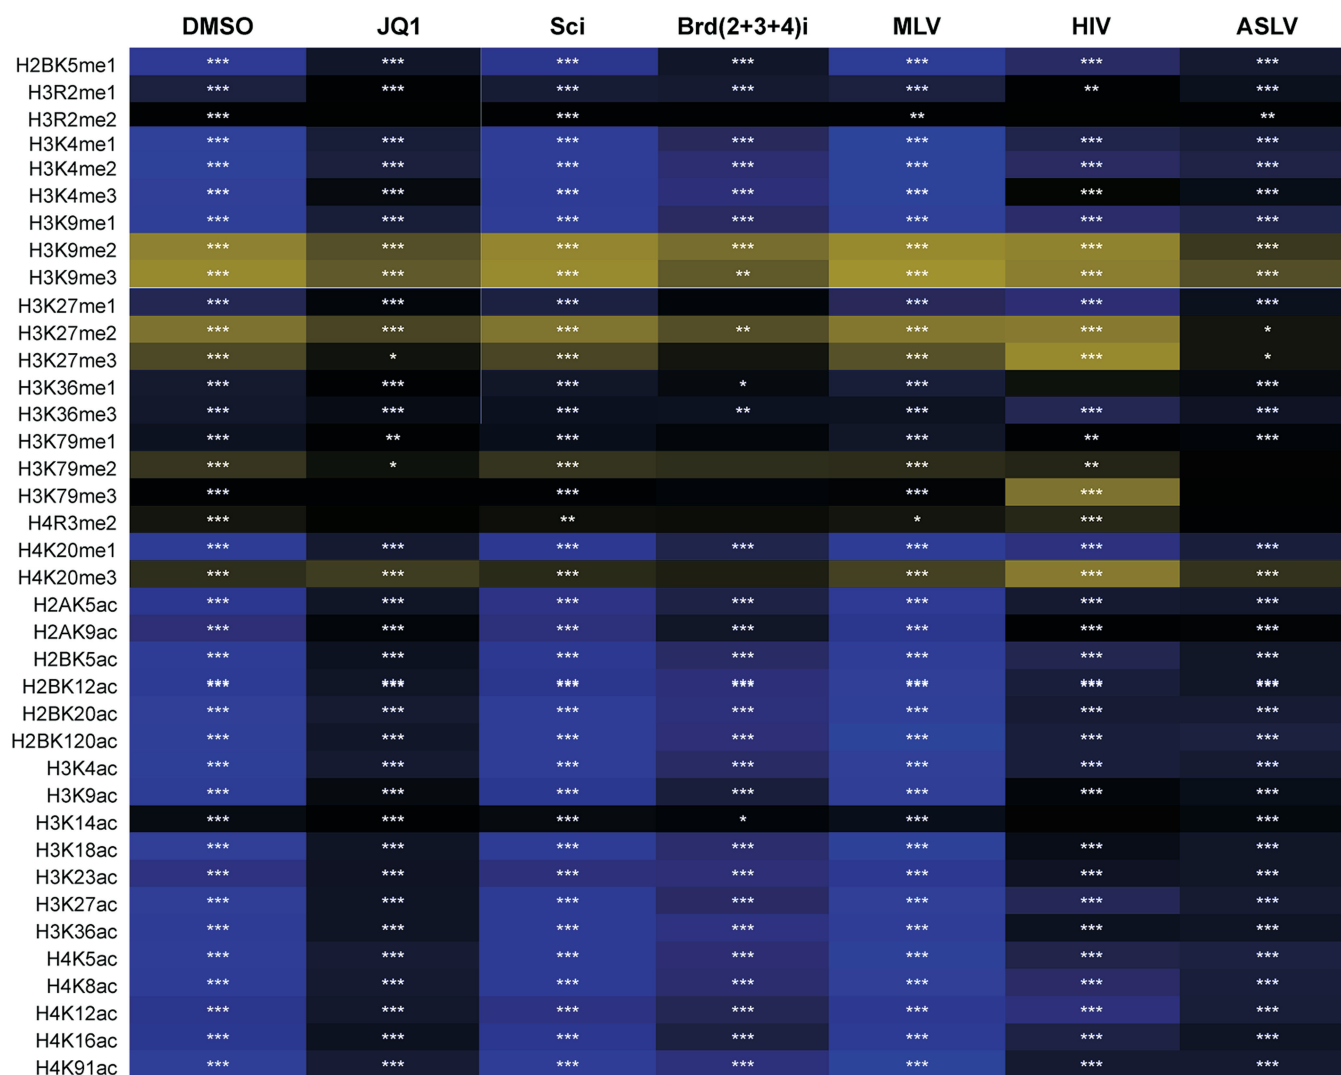 DMSO JQ1 Sci Brd(2+3+4)i MLV HIV ASLV
H2BK5me1 *** *** *** *** *** *** ***
H3R2me1 *** *** *** *** *** ** ***
H3R2me2 *** *** ** **
H3K4me1 *** *** *** *** *** *** ***
H3K4me2 *** *** *** *** *** *** ***
H3K4me3 *** *** *** *** *** *** ***
H3K9me1 *** *** *** *** *** *** ***
H3K9me2 *** *** *** *** *** *** *
H3K9me3 *** *** *** ** *** *** ***
H3K27me1 *** *** *** *** *** ***
H3K27me2 *** *** *** ** *** *** *
H3K27me3 *** * *** *** *** *
H3K36me1 *** *** *** * *** ***
H3K36me3 *** *** *** ** *** *** ***
H3K79me1 *** ** *** *** ** ***
H3K79me2 *** * *** *** **
H3K79me3 *** *** *** ***
H4R3me2 *** ** * ***
H4K20me1 *** *** *** *** *** *** ***
H4K20me3 *** *** *** *** *** ***
H2AK5ac *** *** *** *** *** *** ***
H2AK9ac *** *** *** *** *** *** ***
H2BK5ac *** *** *** *** *** *** ***
H2BK12ac *** *** *** *** *** *** ***
H2BK20ac *** *** *** *** *** *** ***
H2BK120ac *** *** *** *** *** *** ***
H3K4ac *** *** *** *** *** *** ***
H3K9ac *** *** *** *** *** *** ***
H3K14ac *** *** *** * *** ***
H3K18ac *** *** *** *** *** *** ***
H3K23ac *** *** *** *** *** *** ***
H3K27ac *** *** *** *** *** *** ***
H3K36ac *** *** *** *** *** *** ***
H4K5ac *** *** *** *** *** *** ***
H4K8ac *** *** *** *** *** *** ***
H4K12ac *** *** *** *** *** *** ***
H4K16ac *** *** *** *** *** *** ***
H4K91ac *** *** *** *** *** *** ***